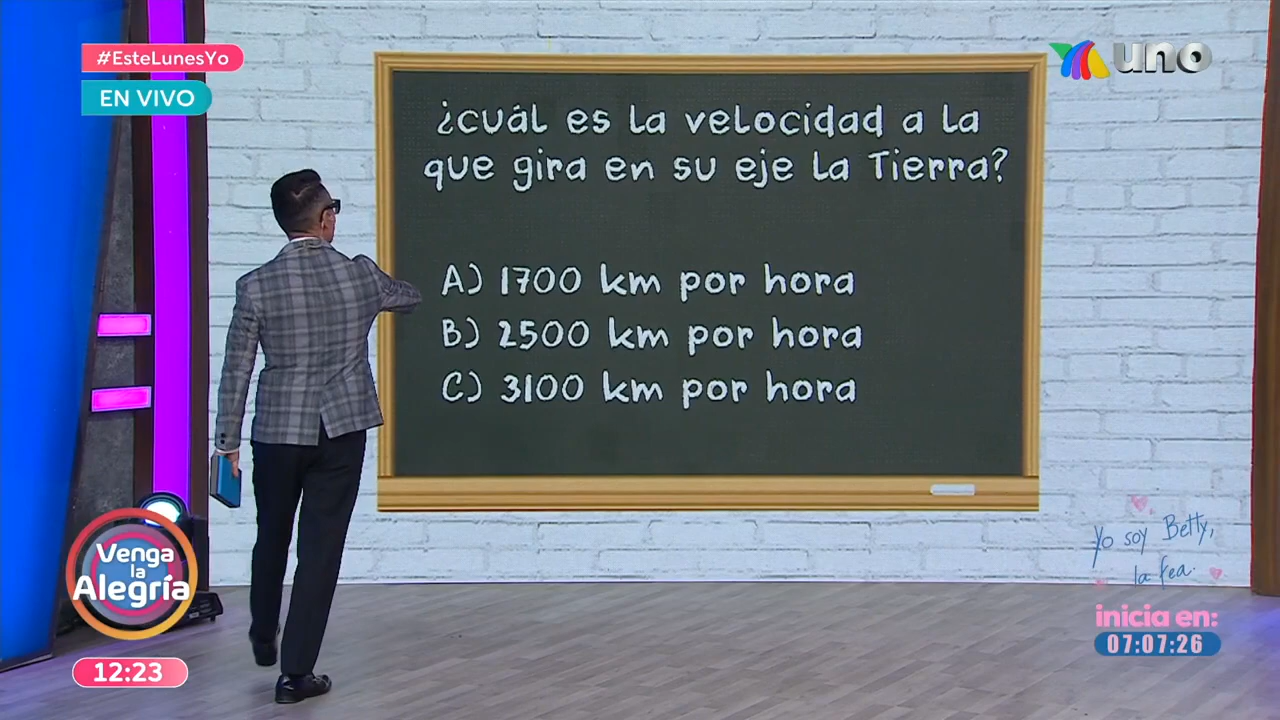 #EsteLunesYo
EN VIVO
uno
¿cuál es la velocidad a la
que gira en su eje la Tierra?
A) 1700 km por hora
B) 2500 km por hora
C) 3100 km por hora
Yo soy Betty,
la fea.
inicia en:
07:07:26
Venga
la
Alegría
12:23